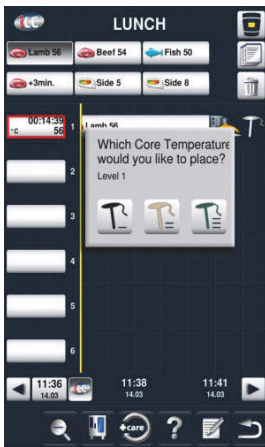 LUNCH
Lamb 56
Beef 54
Fish 50
+3min.
Side 5
Side 8
00:14:39
°C 56
1
Lamb 56
Which Core Temperature
would you like to place?
Level 1
2
3
4
5
6
11:36
14.03
11:38
14.03
11:41
14.03
+care
?